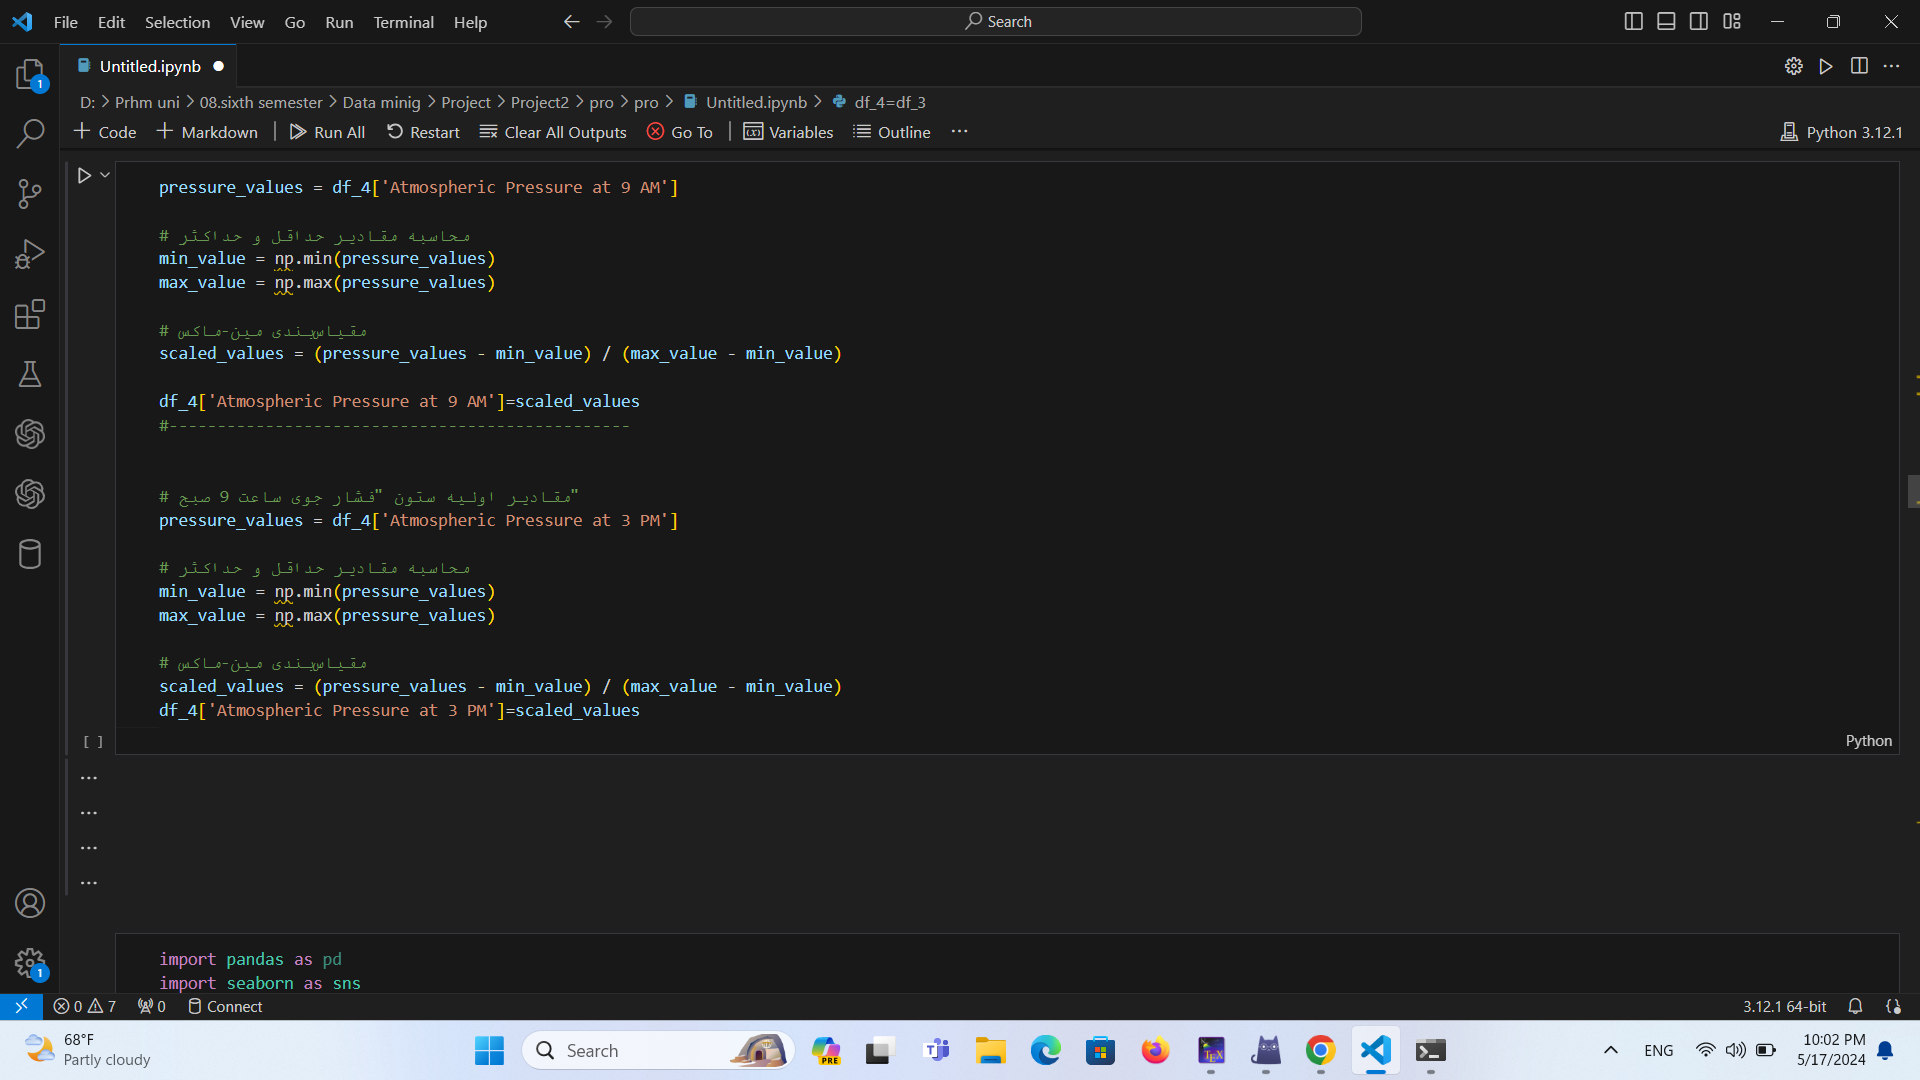 File Edit Selection View Go Run Terminal Help
Search
1
Untitled.ipynb
D: > Prhm uni > 08.sixth semester > Data minig > Project > Project2 > pro > pro > Untitled.ipynb > df_4=df_3
+ Code + Markdown Run All Restart Clear All Outputs Go To Variables Outline ... Python 3.12.1
pressure_values = df_4['Atmospheric Pressure at 9 AM']
# محاسبه مقادیر حداقل و حداکثر
min_value = np.min(pressure_values)
max_value = np.max(pressure_values)
# مقیاس‌بندی مین-ماکس
scaled_values = (pressure_values - min_value) / (max_value - min_value)
df_4['Atmospheric Pressure at 9 AM']=scaled_values
#------------------------------------------------
# مقادیر اولیه ستون "فشار جوی ساعت 9 صبح"
pressure_values = df_4['Atmospheric Pressure at 3 PM']
# محاسبه مقادیر حداقل و حداکثر
min_value = np.min(pressure_values)
max_value = np.max(pressure_values)
# مقیاس‌بندی مین-ماکس
scaled_values = (pressure_values - min_value) / (max_value - min_value)
df_4['Atmospheric Pressure at 3 PM']=scaled_values
[ ] Python
...
...
...
...
import pandas as pd
import seaborn as sns
1
0 7 0 Connect 3.12.1 64-bit
68°F
Partly cloudy
Search
PRE
ENG
10:02 PM
5/17/2024